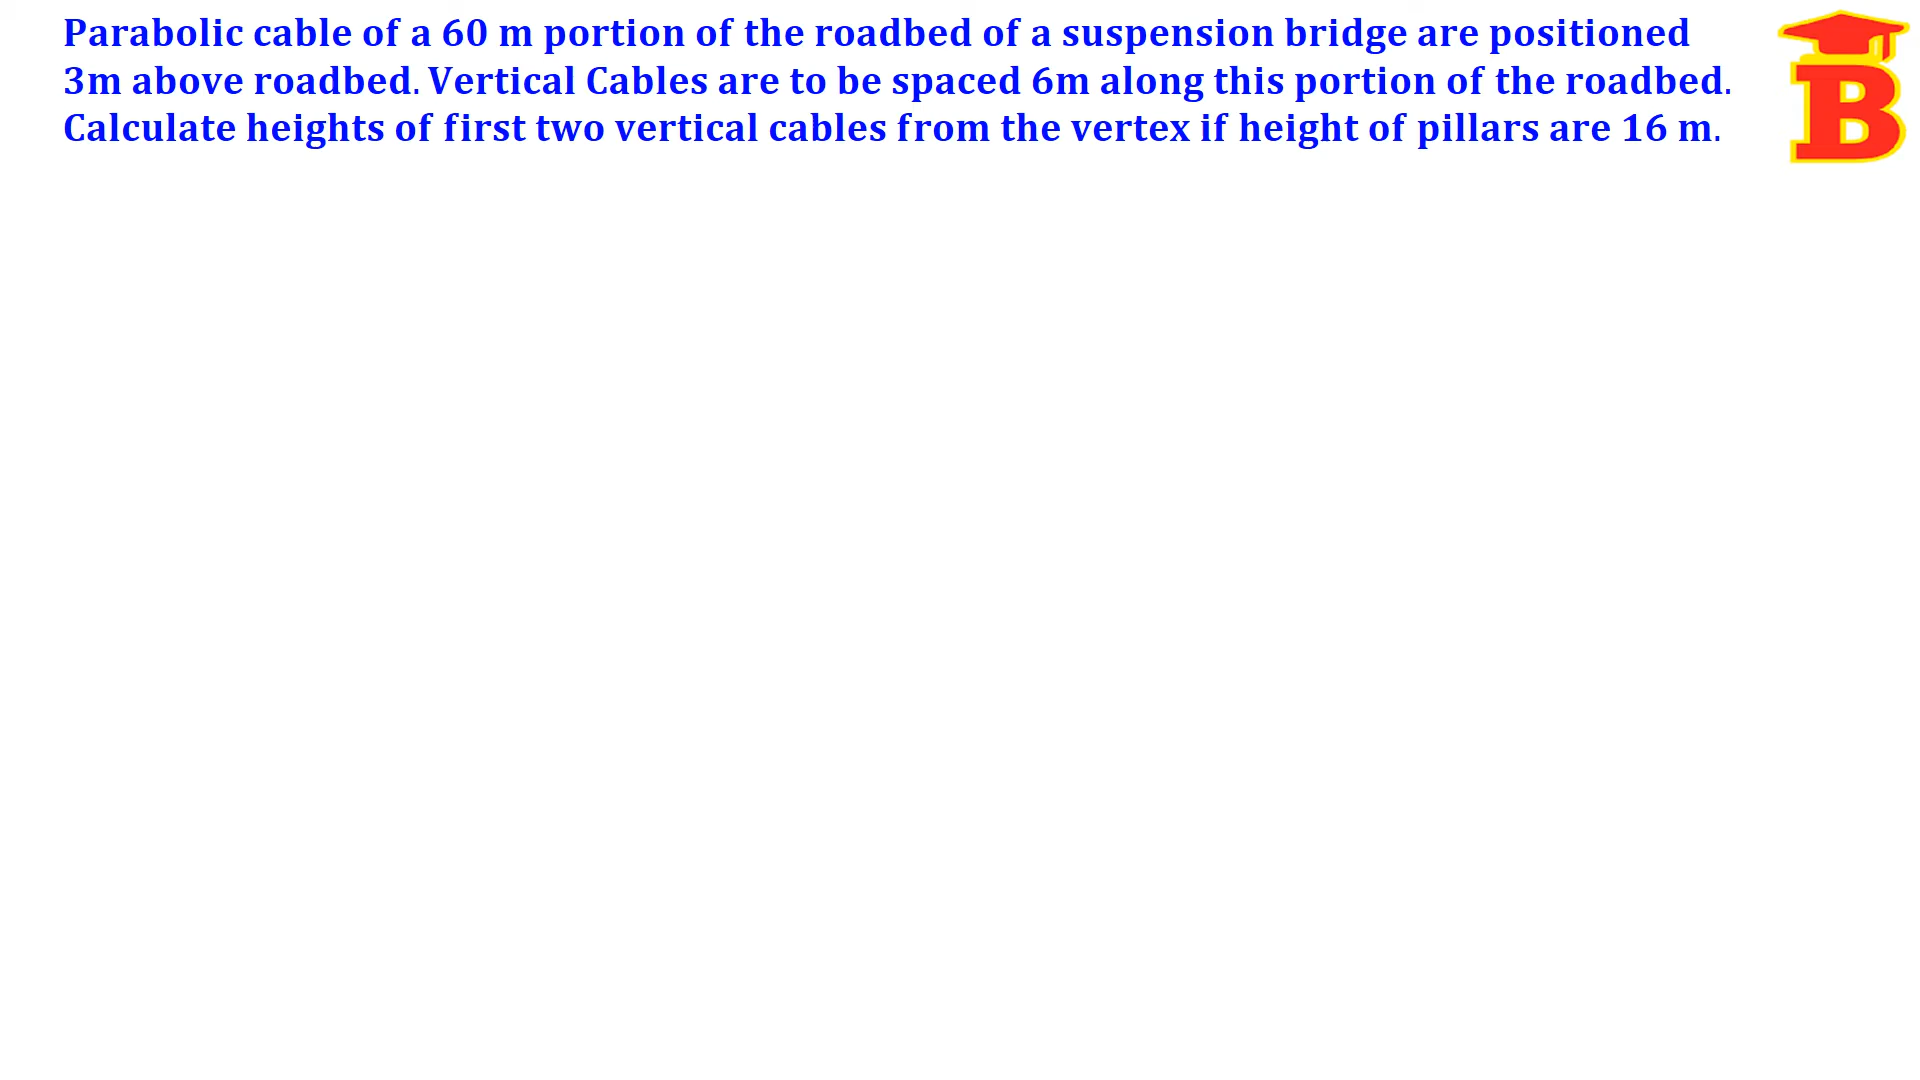 Parabolic cable of a 60 m portion of the roadbed of a suspension bridge are positioned
3m above roadbed. Vertical Cables are to be spaced 6m along this portion of the roadbed.
Calculate heights of first two vertical cables from the vertex if height of pillars are 16 m.
B